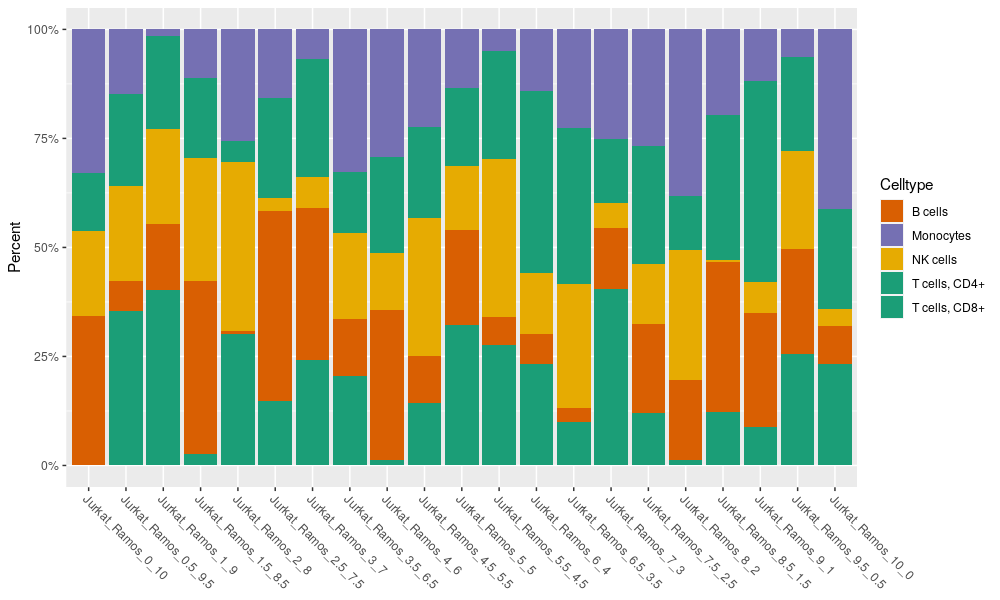 100%
75%
50%
25%
0%
Percent
Jurkat_Ramos_0_10
Jurkat_Ramos_0.5_9.5
Jurkat_Ramos_1_9
Jurkat_Ramos_1.5_8.5
Jurkat_Ramos_2_8
Jurkat_Ramos_2.5_7.5
Jurkat_Ramos_3_7
Jurkat_Ramos_3.5_6.5
Jurkat_Ramos_4_6
Jurkat_Ramos_4.5_5.5
Jurkat_Ramos_5_5
Jurkat_Ramos_5.5_4.5
Jurkat_Ramos_6_4
Jurkat_Ramos_6.5_3.5
Jurkat_Ramos_7_3
Jurkat_Ramos_7.5_2.5
Jurkat_Ramos_8_2
Jurkat_Ramos_8.5_1.5
Jurkat_Ramos_9_1
Jurkat_Ramos_9.5_0.5
Jurkat_Ramos_10_0
Celltype
B cells
Monocytes
NK cells
T cells, CD4+
T cells, CD8+